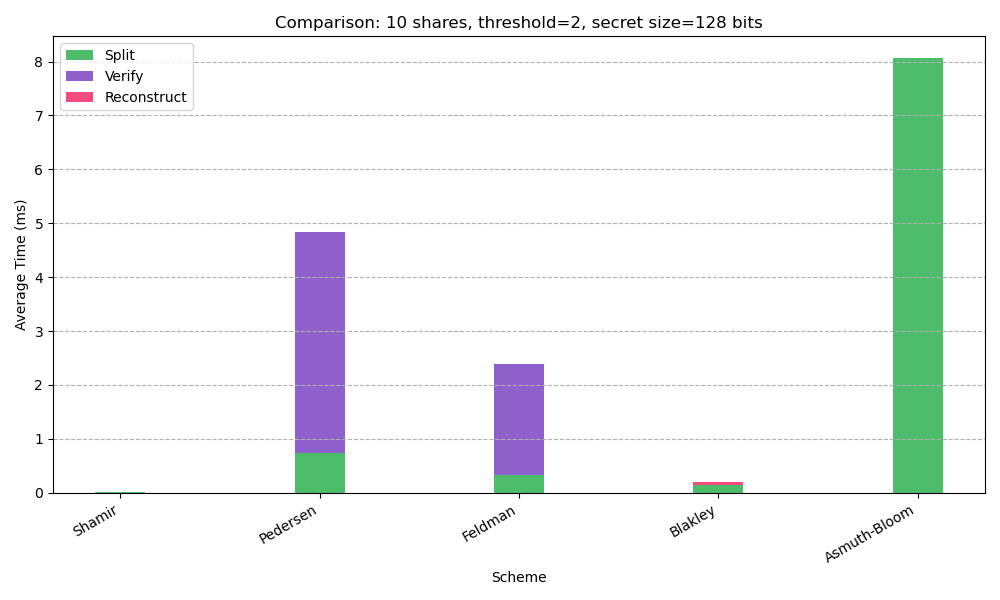 Comparison: 10 shares, threshold=2, secret size=128 bits
Split
Verify
Reconstruct
8
7
6
5
4
3
2
1
0
Average Time (ms)
Shamir
Pedersen
Feldman
Blakley
Asmuth-Bloom
Scheme